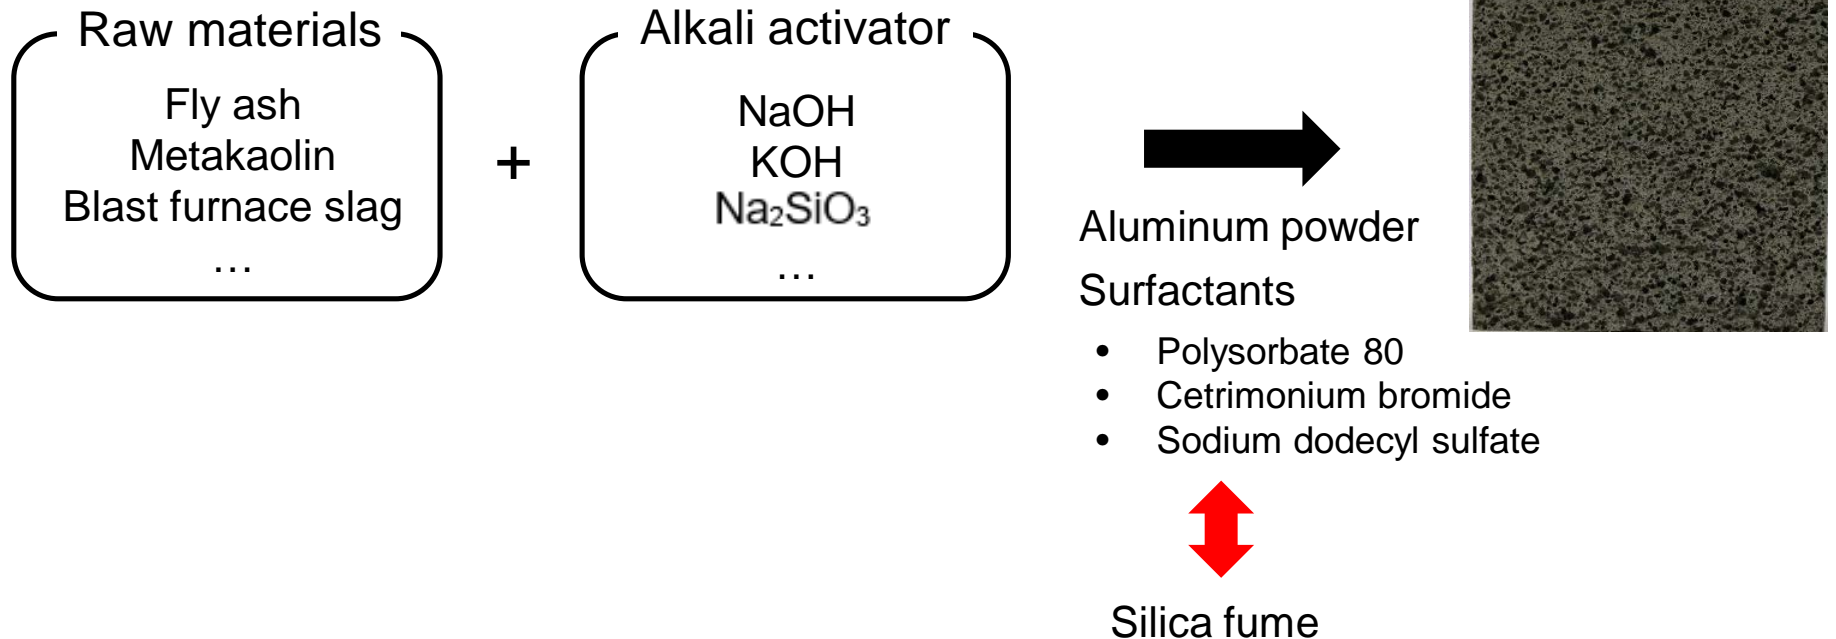 Raw materials
Fly ash
Metakaolin
Blast furnace slag
…
+
Alkali activator
NaOH
KOH
Na₂SiO₃
…
Aluminum powder
Surfactants
• Polysorbate 80
• Cetrimonium bromide
• Sodium dodecyl sulfate
Silica fume